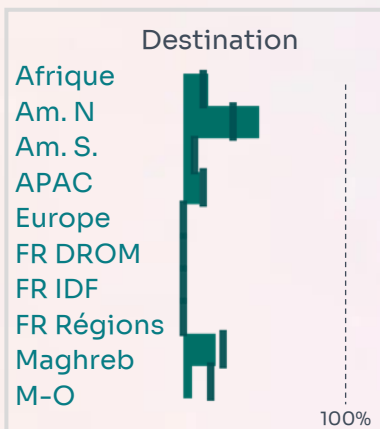 Destination
Afrique
Am. N
Am. S.
APAC
Europe
FR DROM
FR IDF
FR Régions
Maghreb
M-O
100%